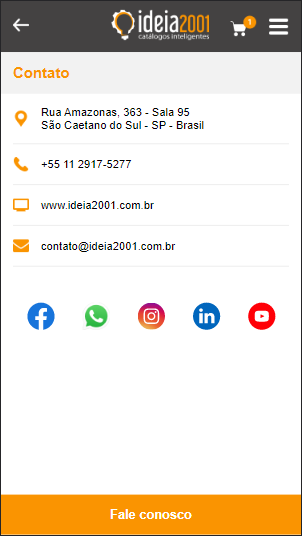 ideia2001
catálogos inteligentes
1
Contato
Rua Amazonas, 363 - Sala 95
São Caetano do Sul - SP - Brasil
+55 11 2917-5277
www.ideia2001.com.br
contato@ideia2001.com.br
Fale conosco